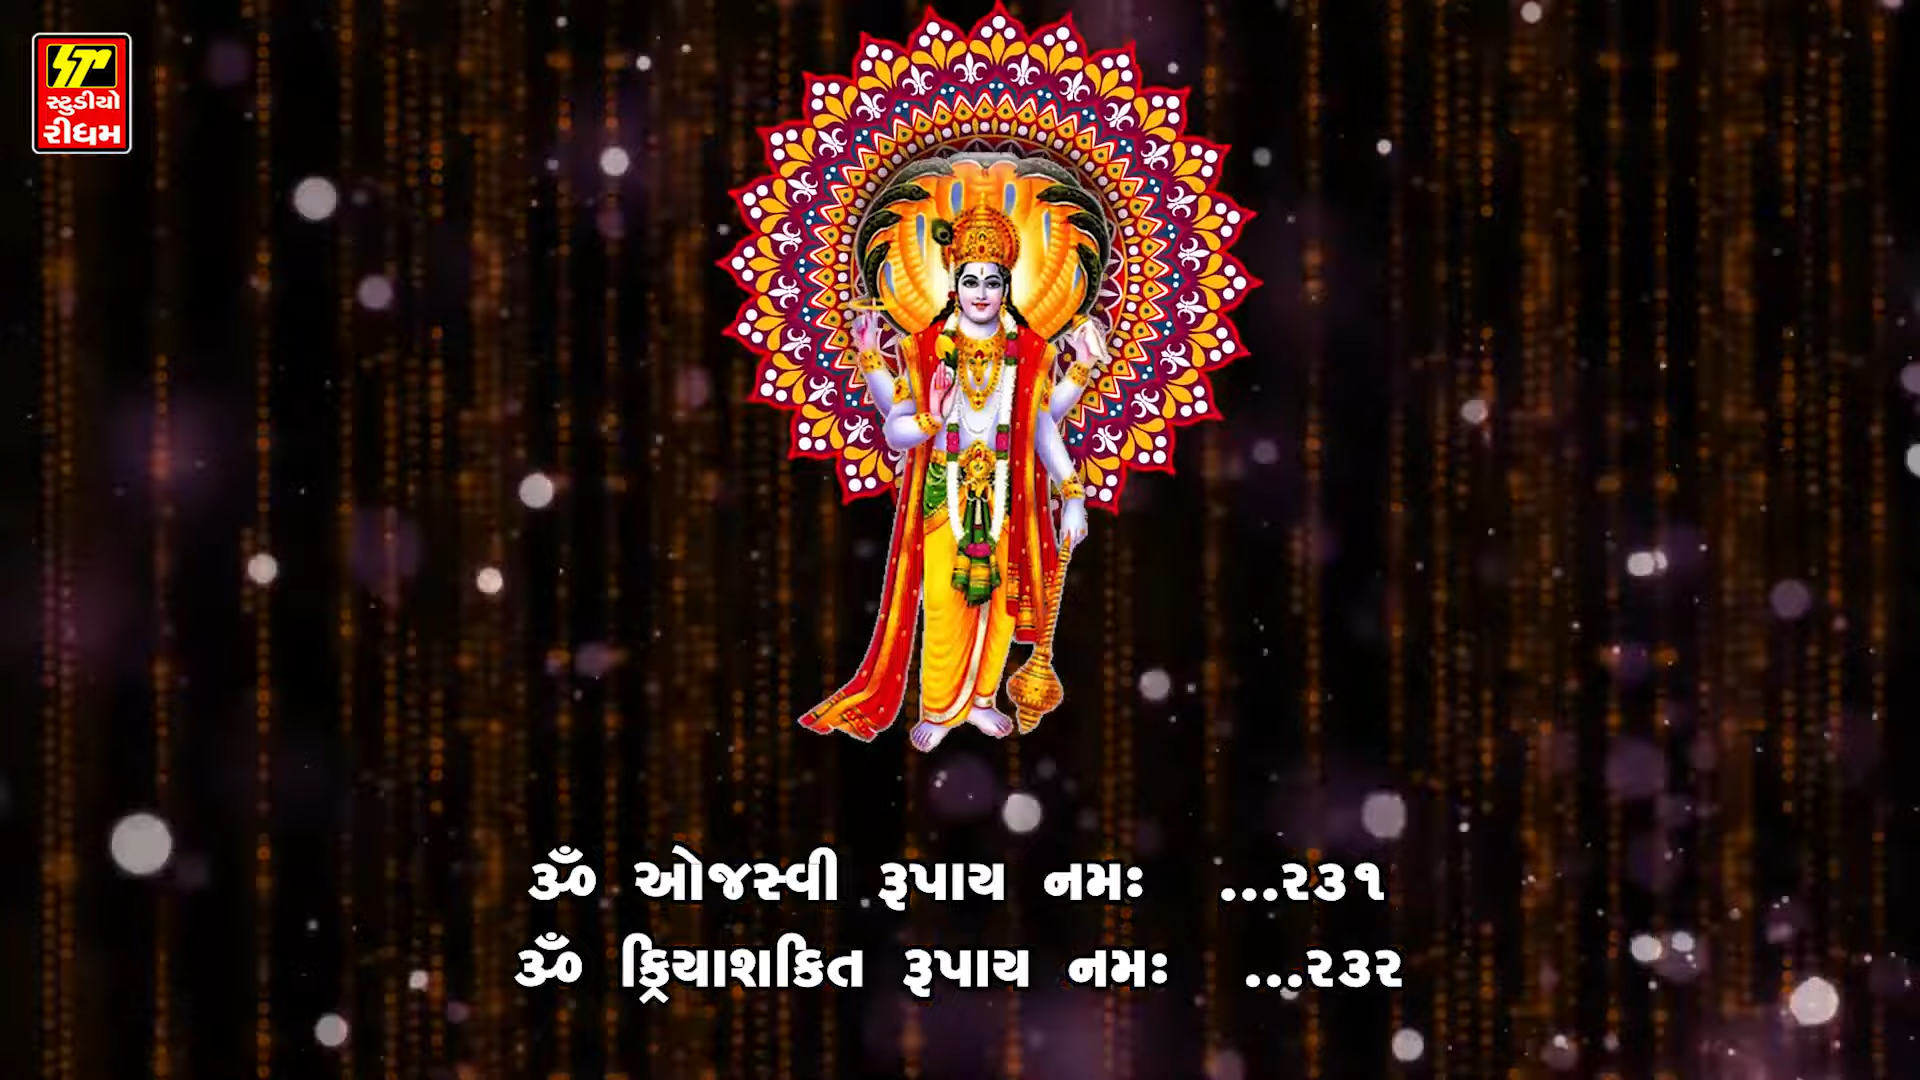 સ્ટુડીયો
રીધમ
ૐ ઓજસ્વી રૂપાય નમઃ ...૨૩૧
ૐ ક્રિયાશકિત રૂપાય નમઃ ...૨૩૨